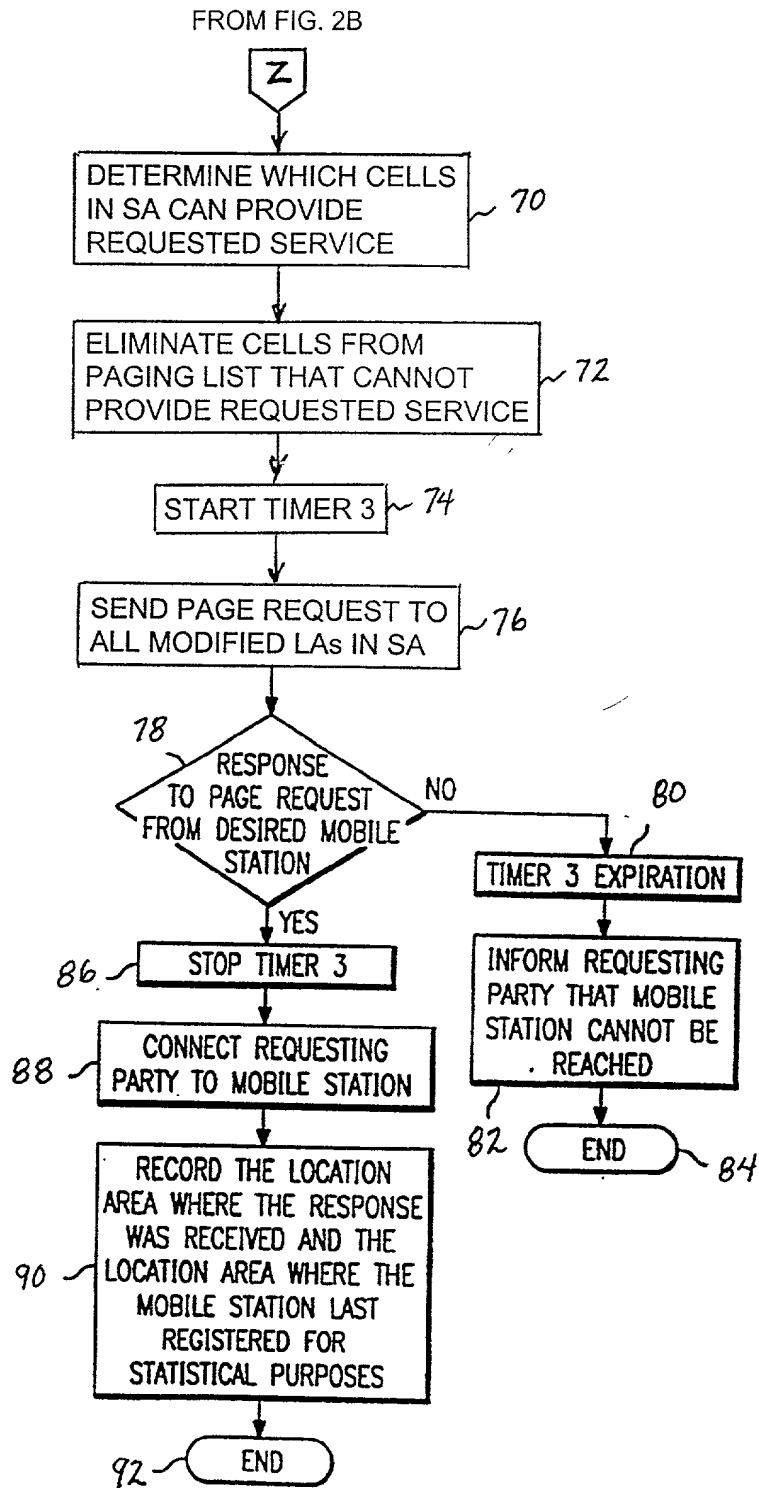 FROM FIG. 2B
Z
DETERMINE WHICH CELLS
IN SA CAN PROVIDE
REQUESTED SERVICE
70
ELIMINATE CELLS FROM
PAGING LIST THAT CANNOT
PROVIDE REQUESTED SERVICE
72
START TIMER 3
74
SEND PAGE REQUEST TO
ALL MODIFIED LAs IN SA
76
78
RESPONSE
TO PAGE REQUEST
FROM DESIRED MOBILE
STATION
NO
80
TIMER 3 EXPIRATION
INFORM REQUESTING
PARTY THAT MOBILE
STATION CANNOT BE
REACHED
82
END
84
YES
86
STOP TIMER 3
88
CONNECT REQUESTING
PARTY TO MOBILE STATION
90
RECORD THE LOCATION
AREA WHERE THE RESPONSE
WAS RECEIVED AND THE
LOCATION AREA WHERE THE
MOBILE STATION LAST
REGISTERED FOR
STATISTICAL PURPOSES
92
END